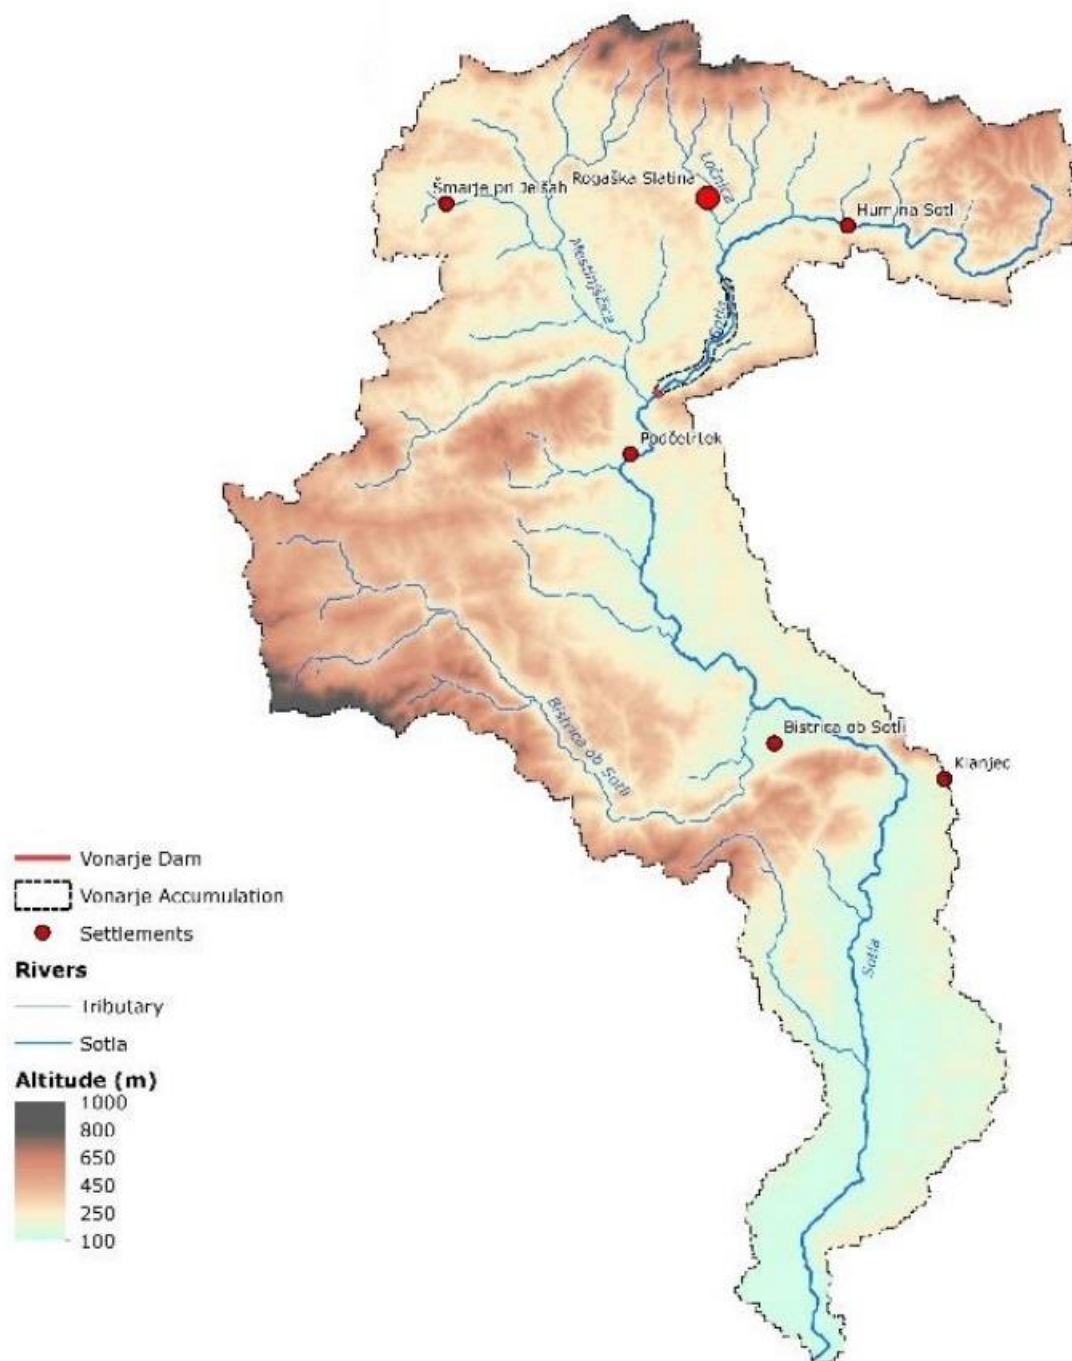 Ločnica
Rogaška Slatina
Šmarje pri Jelšah
Hum na Sotli
Mestinjščica
Sotla
Podčetrtek
Bistrica ob Sotli
Bistrica ob Sotli
Klanjec
Sotla
Vonarje Dam
Vonarje Accumulation
Settlements
Rivers
Tributary
Sotla
Altitude (m)
1000
800
650
450
250
100